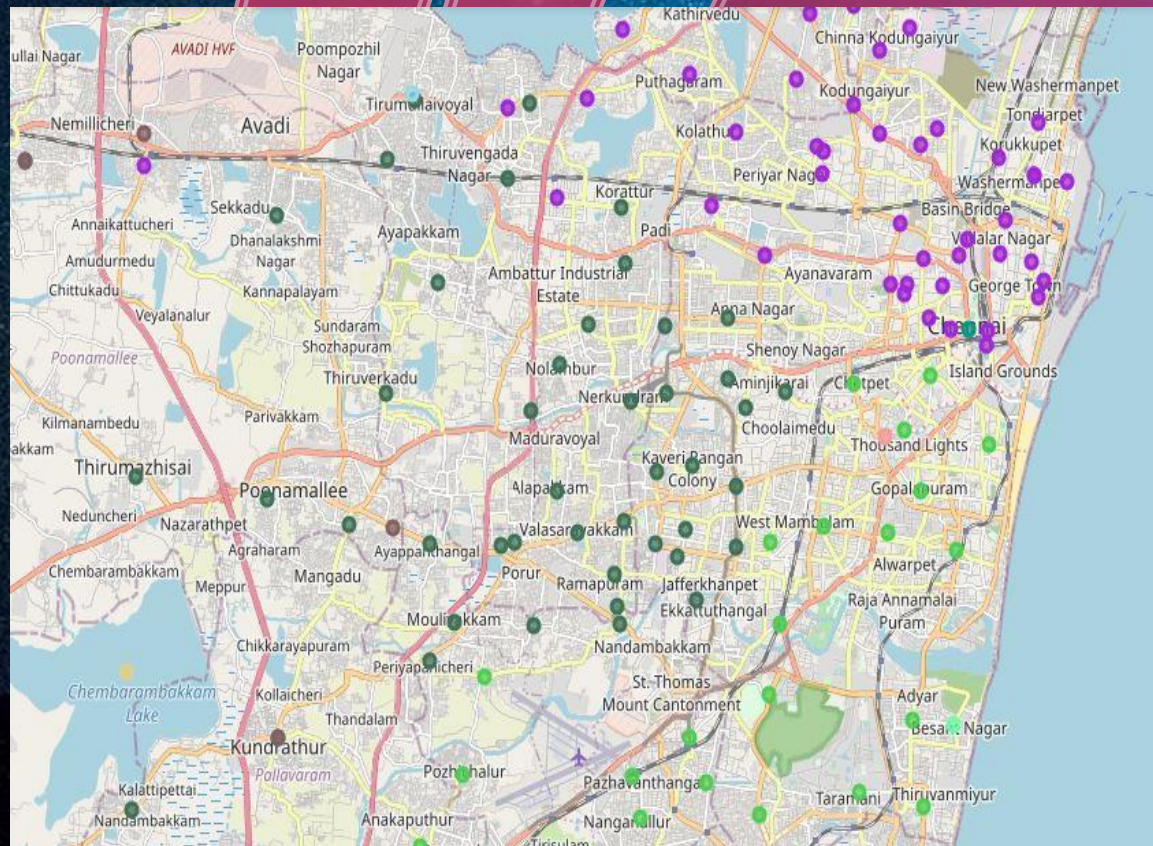 Kathirvedu
Chinna Kodungaiyur
ullai Nagar
AVADI HVF
Poompozhil
Nagar
Puthagaram
Kodungaiyur
New Washermanpet
Tirumullaivoyal
Tondiarpet
Nemillicheri
Avadi
Kolathur
Korukkupet
Thiruvengada
Nagar
Periyar Nagar
Washermanpet
Korattur
Sekkadu
Basin Bridge
Annaikattucheri
Ayapakkam
Padi
Vallalar Nagar
Dhanalakshmi
Nagar
Amudurmedu
Ambattur Industrial
Estate
Ayanavaram
George Town
Chittukadu
Kannapalayam
Veyalanalur
Anna Nagar
Sundaram
Shozhapuram
Chennai
Poonamallee
Shenoy Nagar
Nolambur
Island Grounds
Thiruverkadu
Aminjikarai
Chetpet
Nerkundram
Parivakkam
Kilmanambedu
Choolaimedu
Maduravoyal
Thousand Lights
akkam
Thirumazhisai
Kaveri Rangan
Colony
Poonamallee
Alapakkam
Gopalapuram
Neduncheri
Nazarathpet
Valasaravakkam
West Mambalam
Agraharam
Ayappanthangal
Alwarpet
Chembarambakkam
Mangadu
Porur
Meppur
Ramapuram
Jafferkhanpet
Ekkattuthangal
Raja Annamalai
Puram
Moulivakkam
Chikkarayapuram
Nandambakkam
Periyapanicheri
St. Thomas
Mount Cantonment
Chembarambakkam
Lake
Kollaicheri
Adyar
Thandalam
Besant Nagar
Kundrathur
Pallavaram
Pozhichalur
Pazhavanthangal
Kalattipettai
Taramani
Thiruvanmiyur
Nandambakkam
Anakaputhur
Nanganallur
Tirisulam